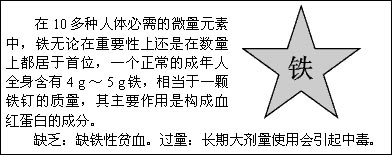 在10多种人体必需的微量元素
中，铁无论在重要性上还是在数量
上都居于首位，一个正常的成年人
全身含有4g～5g铁，相当于一颗
铁钉的质量，其主要作用是构成血
红蛋白的成分。
缺乏：缺铁性贫血。过量：长期大剂量使用会引起中毒。
铁